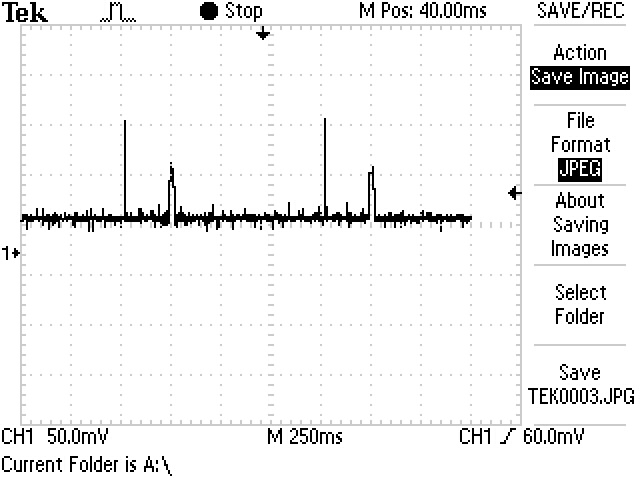 Tek Stop M Pos: 40.00ms SAVE/REC
Action
Save Image
File
Format
JPEG
About
Saving
Images
1
Select
Folder
Save
TEK0003.JPG
CH1 50.0mV M 250ms CH1 60.0mV
Current Folder is A:\